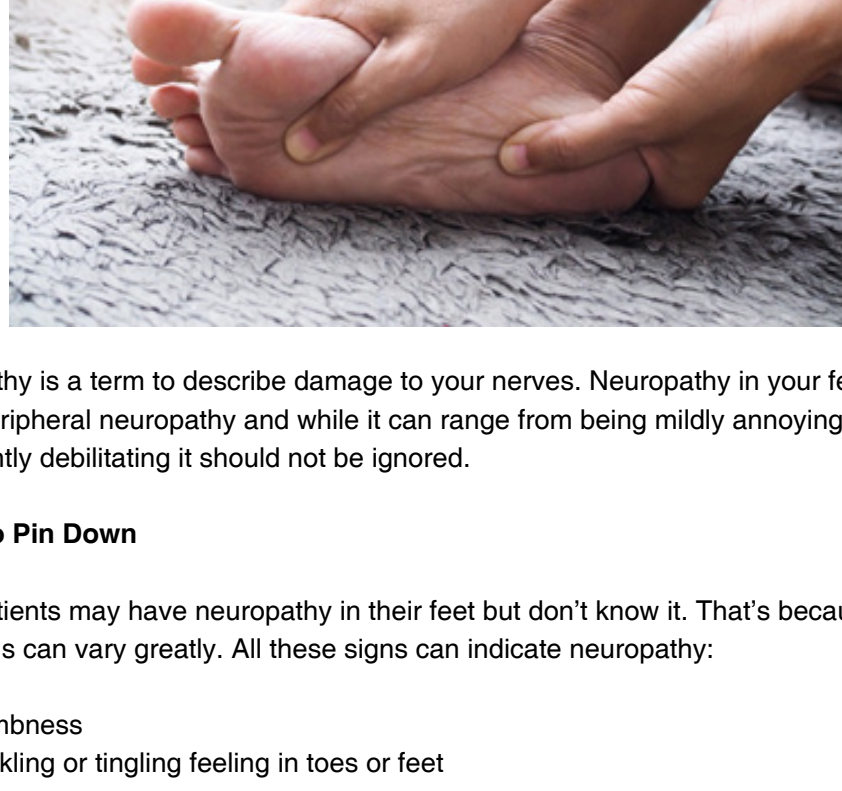 thy is a term to describe damage to your nerves. Neuropathy in your fe
ripheral neuropathy and while it can range from being mildly annoying
ntly debilitating it should not be ignored.
o Pin Down
tients may have neuropathy in their feet but don’t know it. That’s becau
s can vary greatly. All these signs can indicate neuropathy:
mbness
kling or tingling feeling in toes or feet